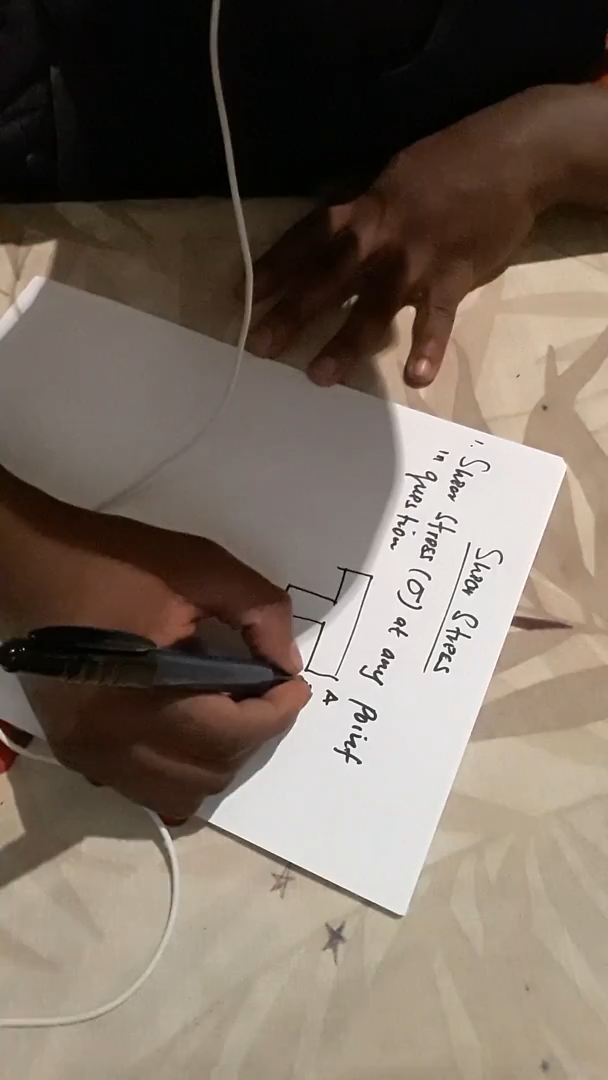 Shear Stress
1. Shear Stress (σ) at any Point
in question
A